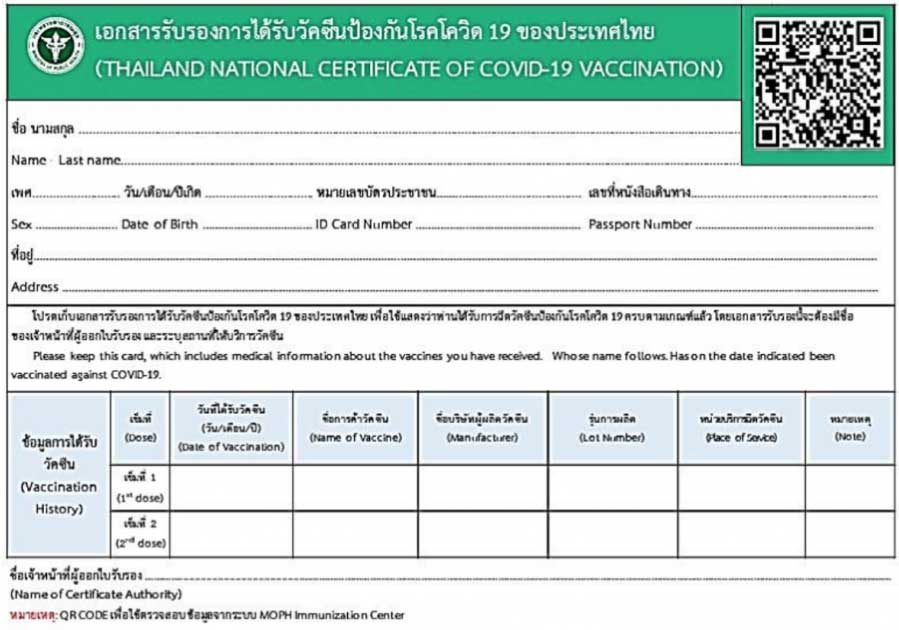 เอกสารรับรองการได้รับวัคซีนป้องกันโรคโควิด 19 ของประเทศไทย
(THAILAND NATIONAL CERTIFICATE OF COVID-19 VACCINATION)
ชื่อ นามสกุล
Name - Last name
เพศ วัน/เดือน/ปีเกิด หมายเลขบัตรประชาชน เลขที่หนังสือเดินทาง
Sex Date of Birth ID Card Number Passport Number
ที่อยู่
Address
โปรดเก็บเอกสารรับรองการได้รับวัคซีนป้องกันโรคโควิด 19 ของประเทศไทย เพื่อใช้แสดงว่าท่านได้รับการฉีดวัคซีนป้องกันโรคโควิด 19 ครบตามเกณฑ์แล้ว โดยเอกสารรับรองนี้จะต้องมีชื่อ
ของเจ้าหน้าที่ผู้ออกใบรับรอง และระบุสถานที่ให้บริการวัคซีน
Please keep this card, which includes medical information about the vaccines you have received. Whose name follows. Has on the date indicated been
vaccinated against COVID-19.
ข้อมูลการได้รับ
วัคซีน
(Vaccination
History)
เข็มที่
(Dose)
วันที่ได้รับวัคซีน
(วัน/เดือน/ปี)
(Date of Vaccination)
ชื่อการค้าวัคซีน
(Name of Vaccine)
ชื่อบริษัทผู้ผลิตวัคซีน
(Manufacturer)
รุ่นการผลิต
(Lot Number)
หน่วยบริการฉีดวัคซีน
(Place of Service)
หมายเหตุ
(Note)
เข็มที่ 1
(1st dose)
เข็มที่ 2
(2nd dose)
ชื่อเจ้าหน้าที่ผู้ออกใบรับรอง
(Name of Certificate Authority)
หมายเหตุ: QR CODE เพื่อใช้ตรวจสอบข้อมูลจากระบบ MOPH Immunization Center